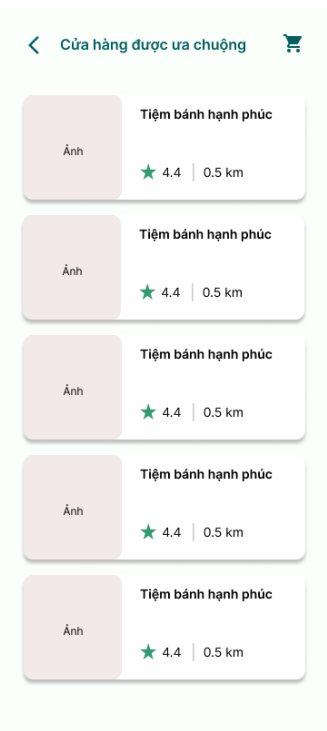 Cửa hàng được ưa chuộng
Tiệm bánh hạnh phúc
Ảnh
4.4 0.5 km
Tiệm bánh hạnh phúc
Ảnh
4.4 0.5 km
Tiệm bánh hạnh phúc
Ảnh
4.4 0.5 km
Tiệm bánh hạnh phúc
Ảnh
4.4 0.5 km
Tiệm bánh hạnh phúc
Ảnh
4.4 0.5 km